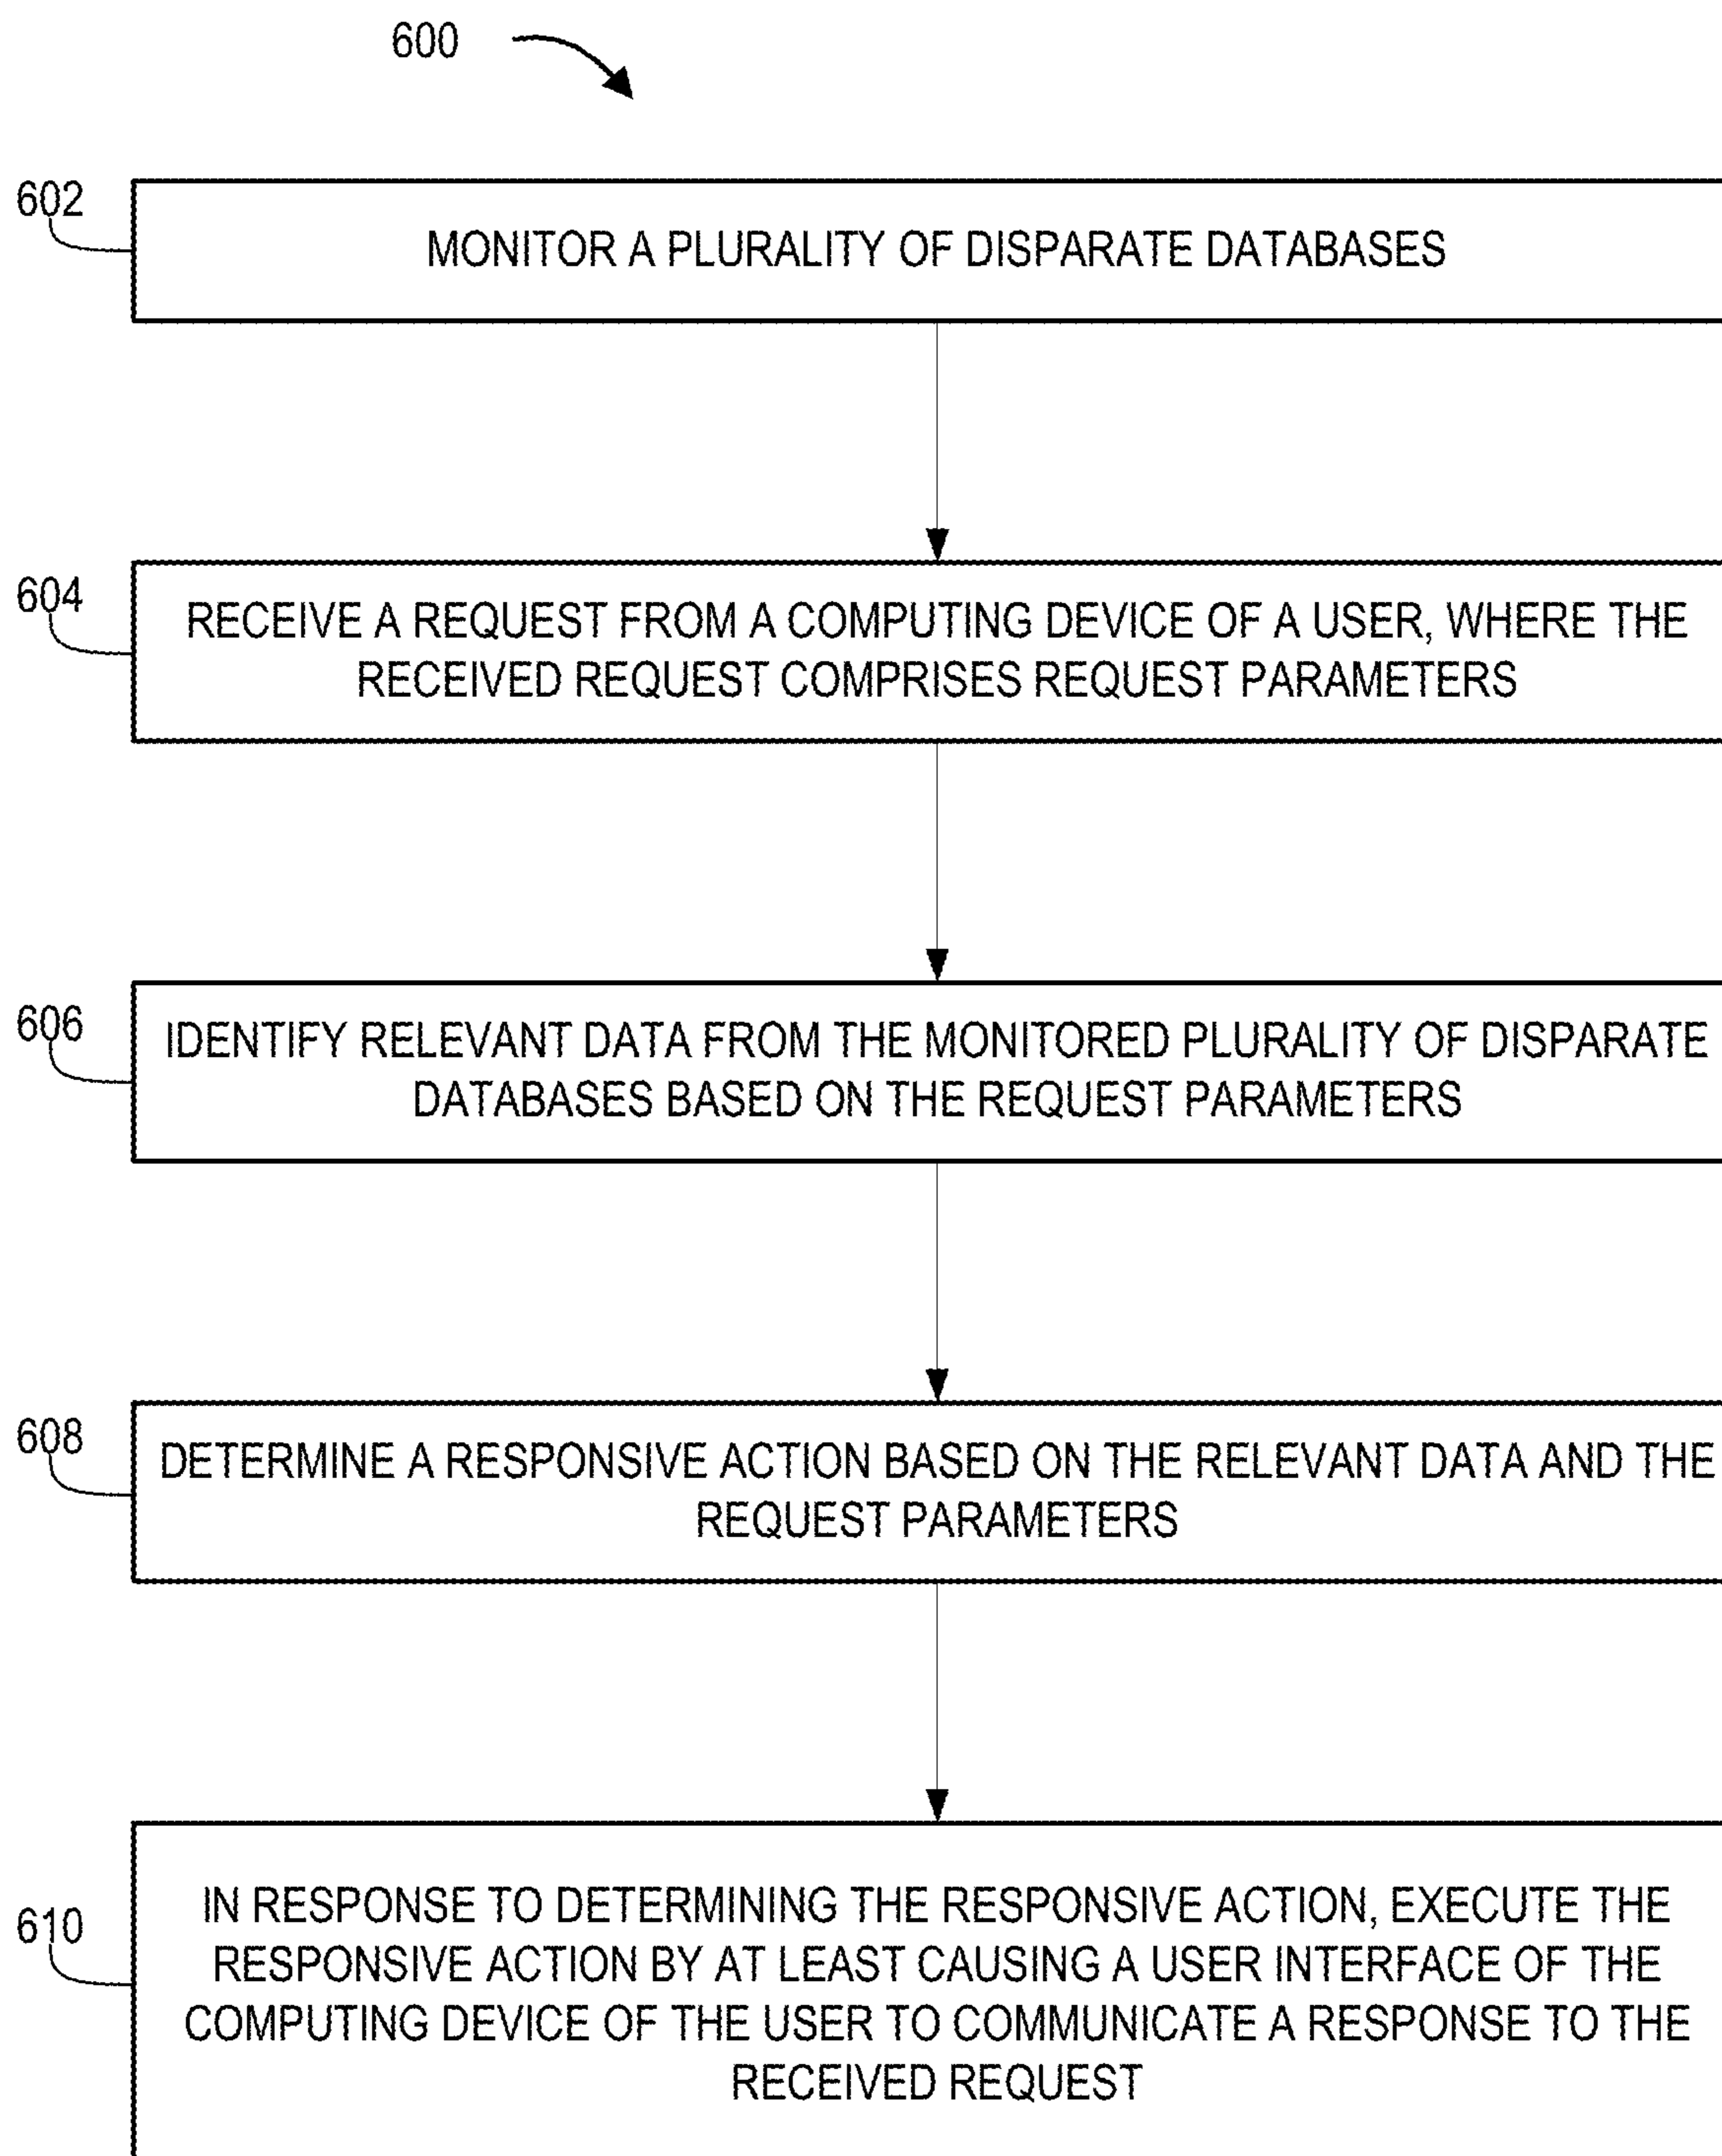 600
602
MONITOR A PLURALITY OF DISPARATE DATABASES
604
RECEIVE A REQUEST FROM A COMPUTING DEVICE OF A USER, WHERE THE
RECEIVED REQUEST COMPRISES REQUEST PARAMETERS
606
IDENTIFY RELEVANT DATA FROM THE MONITORED PLURALITY OF DISPARATE
DATABASES BASED ON THE REQUEST PARAMETERS
608
DETERMINE A RESPONSIVE ACTION BASED ON THE RELEVANT DATA AND THE
REQUEST PARAMETERS
610
IN RESPONSE TO DETERMINING THE RESPONSIVE ACTION, EXECUTE THE
RESPONSIVE ACTION BY AT LEAST CAUSING A USER INTERFACE OF THE
COMPUTING DEVICE OF THE USER TO COMMUNICATE A RESPONSE TO THE
RECEIVED REQUEST